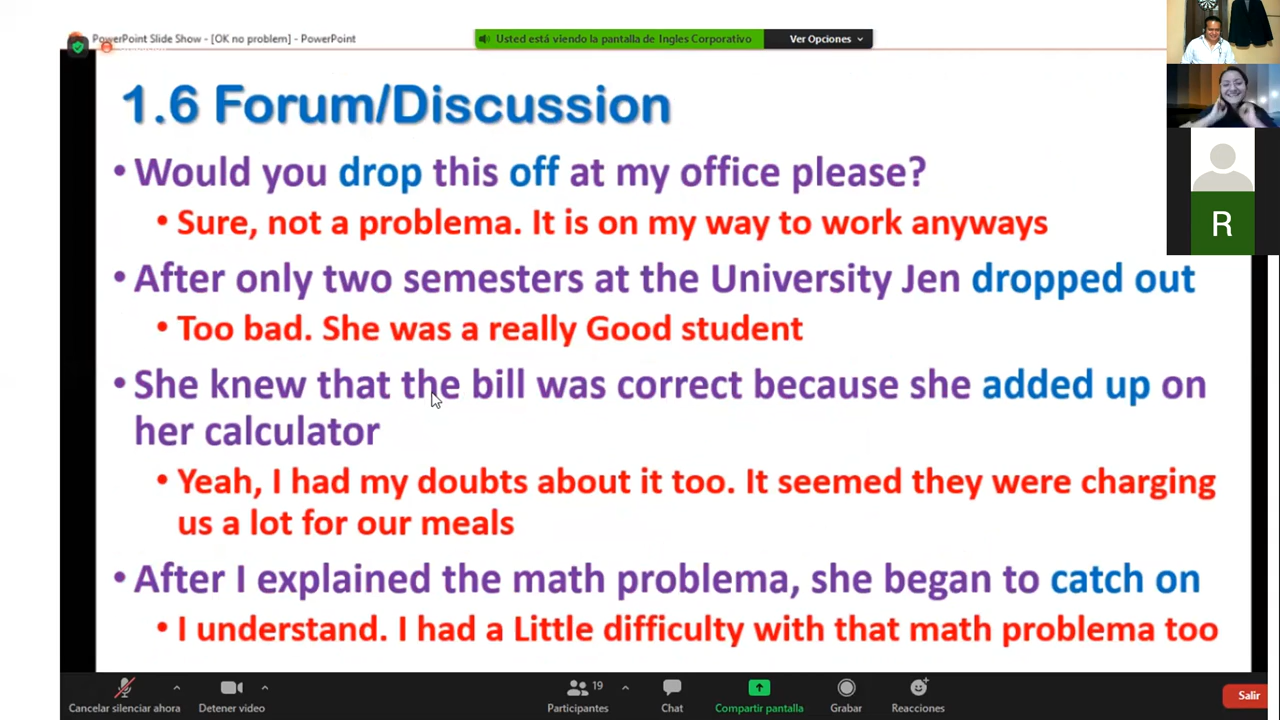 PowerPoint Slide Show - [OK no problem] - PowerPoint
Usted está viendo la pantalla de Ingles Corporativo
Ver Opciones
1.6 Forum/Discussion
• Would you drop this off at my office please?
• Sure, not a problema. It is on my way to work anyways
• After only two semesters at the University Jen dropped out
• Too bad. She was a really Good student
• She knew that the bill was correct because she added up on
her calculator
• Yeah, I had my doubts about it too. It seemed they were charging
us a lot for our meals
• After I explained the math problema, she began to catch on
• I understand. I had a Little difficulty with that math problema too
R
19
Cancelar silenciar ahora
Detener video
Participantes
Chat
Compartir pantalla
Grabar
Reacciones
Salir